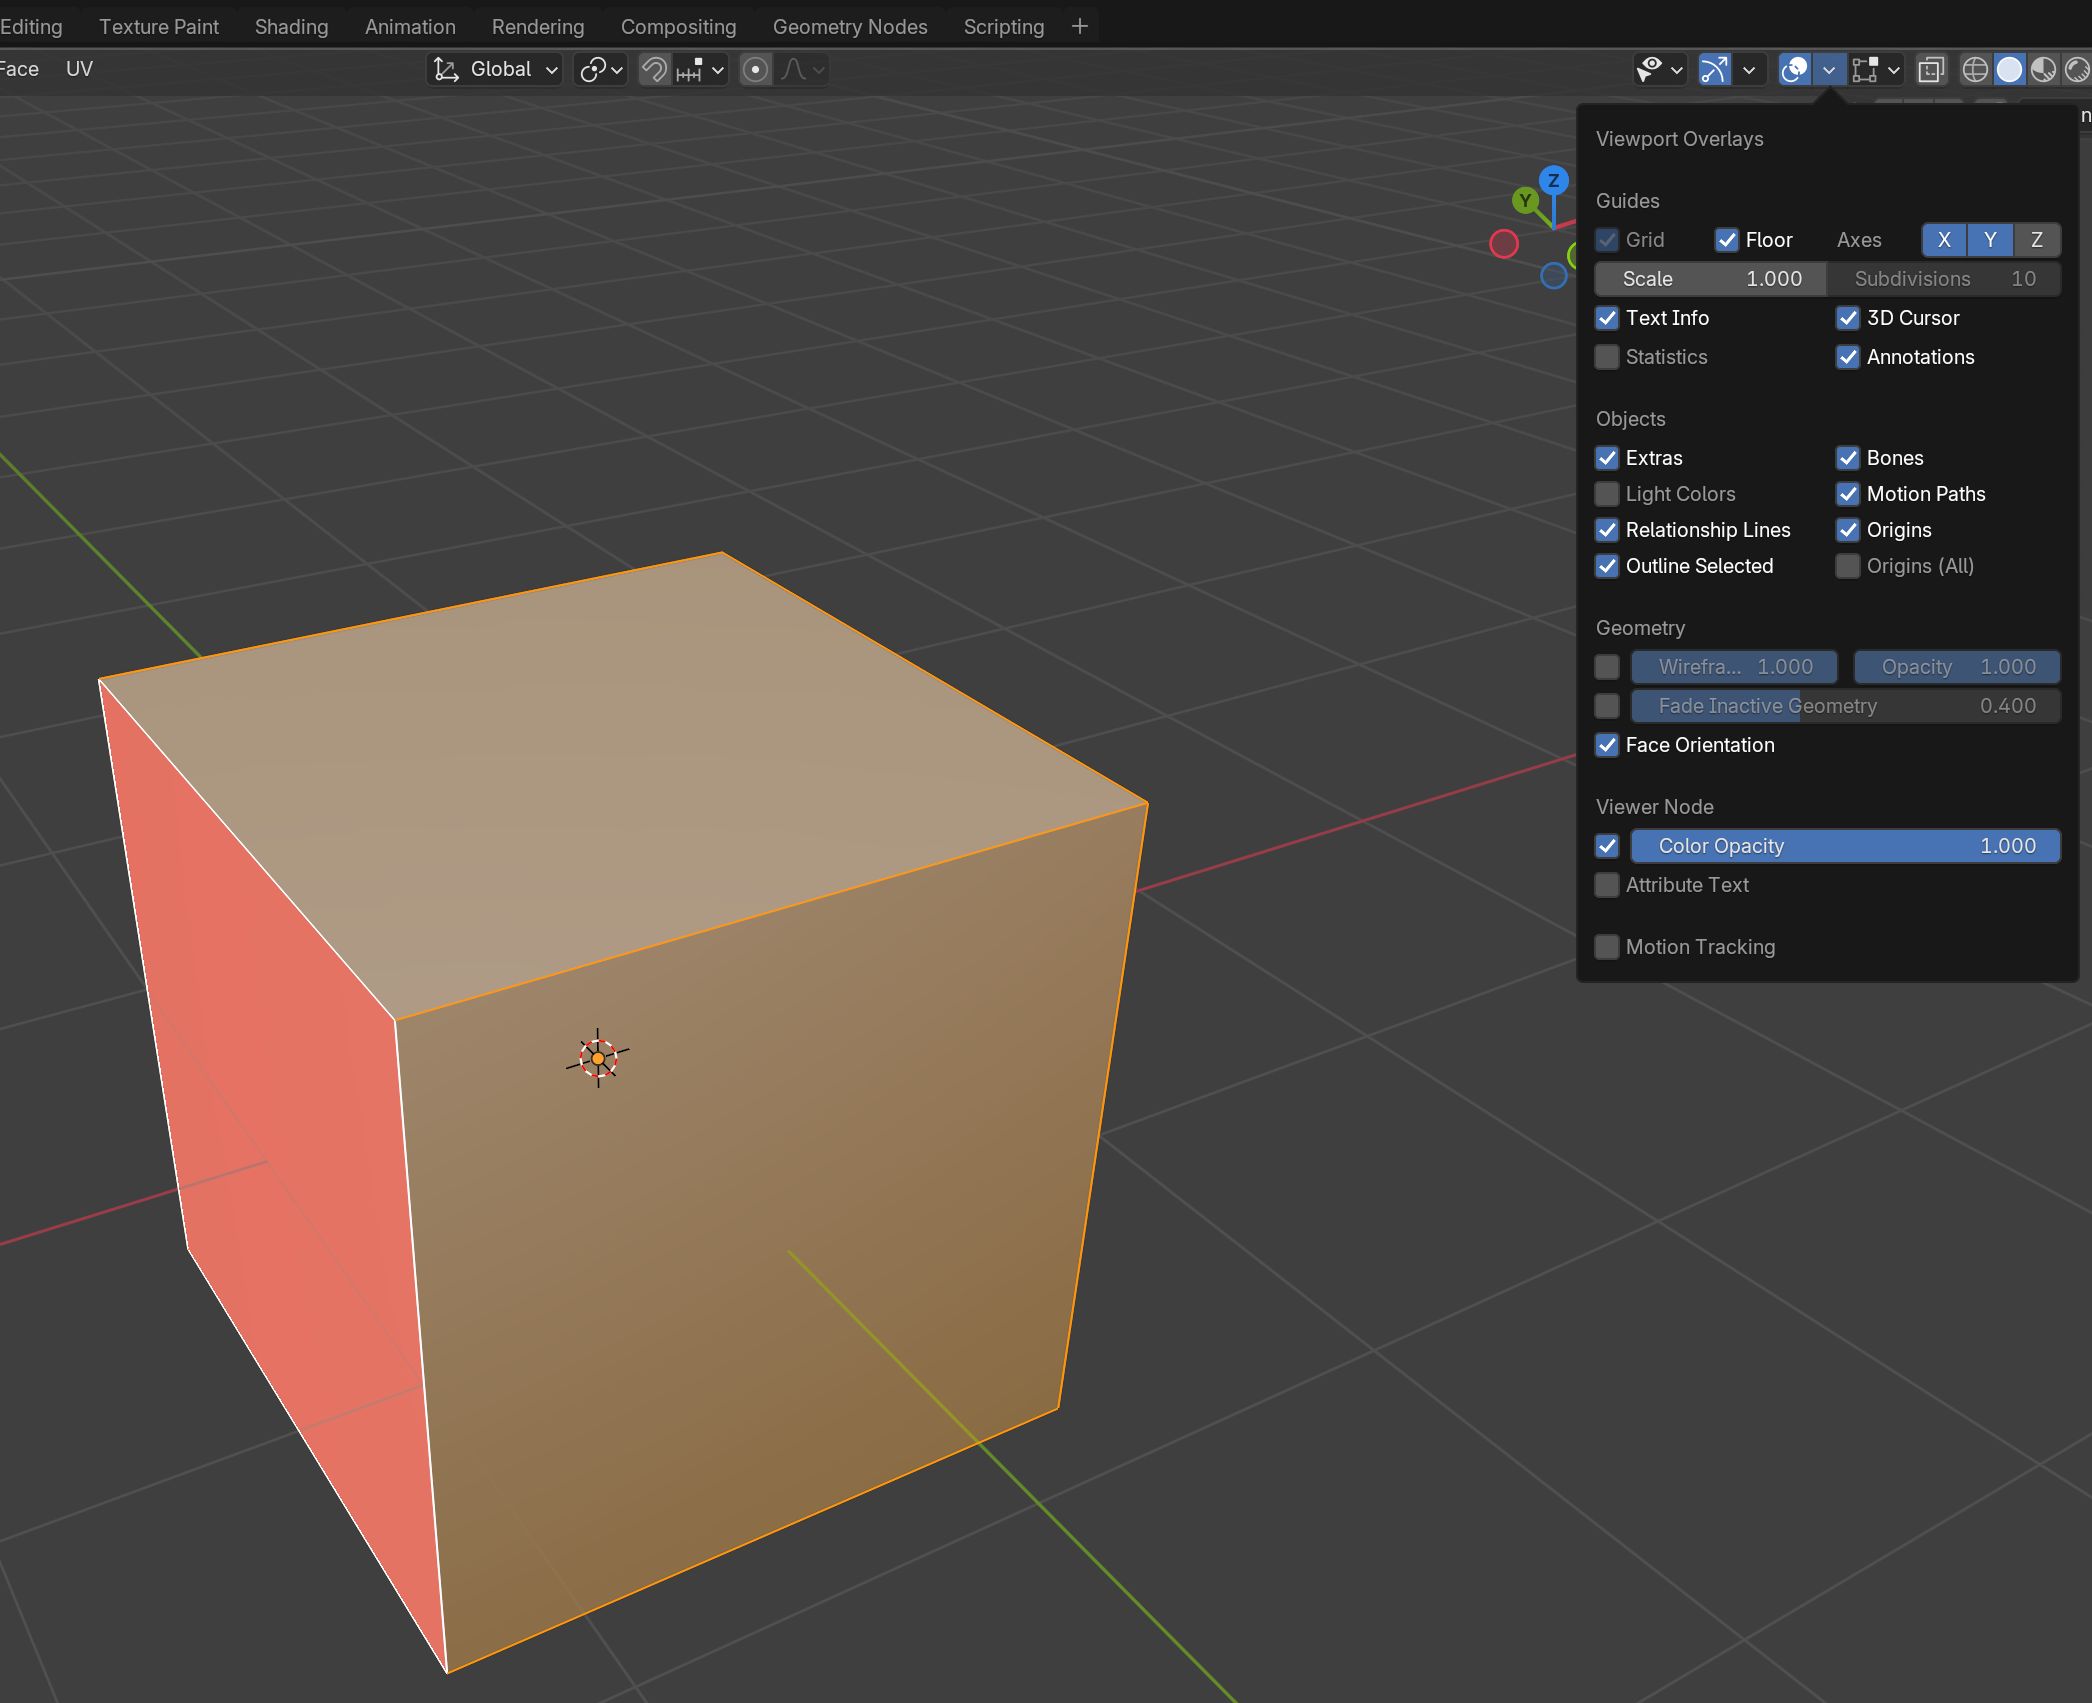 Editing Texture Paint Shading Animation Rendering Compositing Geometry Nodes Scripting +
Face UV Global
Viewport Overlays
Z
Y
Guides
Grid Floor Axes X Y Z
Scale 1.000 Subdivisions 10
Text Info 3D Cursor
Statistics Annotations
Objects
Extras Bones
Light Colors Motion Paths
Relationship Lines Origins
Outline Selected Origins (All)
Geometry
Wirefra... 1.000 Opacity 1.000
Fade Inactive Geometry 0.400
Face Orientation
Viewer Node
Color Opacity 1.000
Attribute Text
Motion Tracking